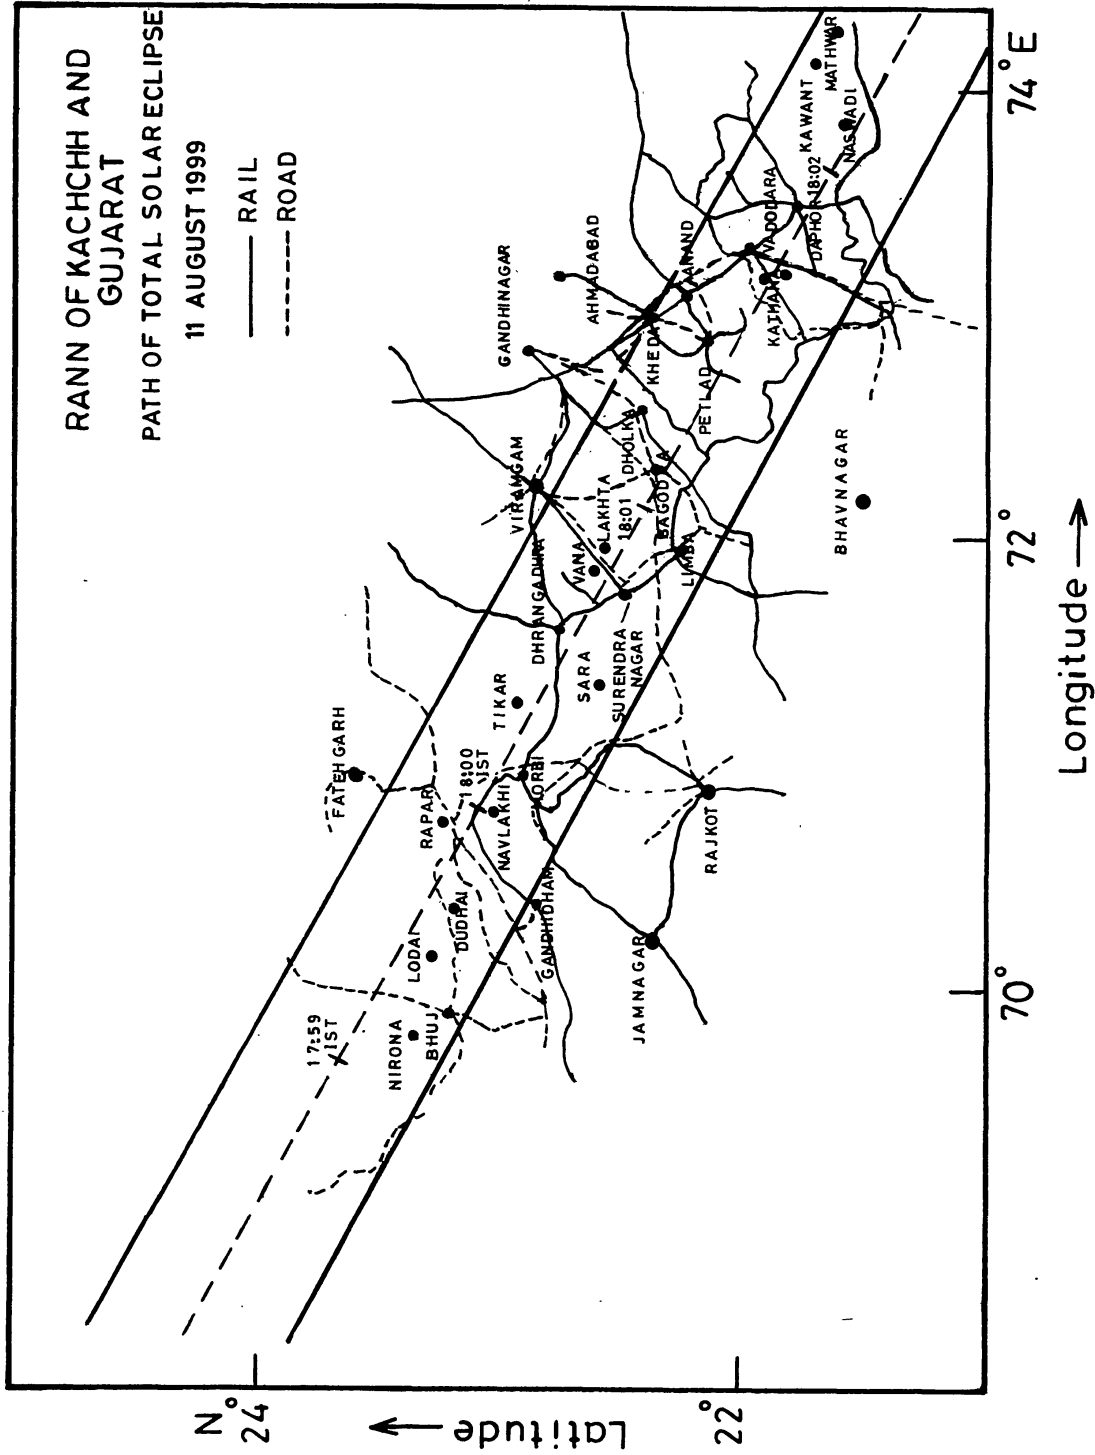 RANN OF KACHCHH AND
GUJARAT
PATH OF TOTAL SOLAR ECLIPSE
11 AUGUST 1999
RAIL
ROAD
FATEHGARH
RAPAR
17:59
IST
NIRONA
BHUJ
LODAI
DUDHAI
GANDHIDHAM
18:00
IST
NAVLAKHI
MORBI
TIKAR
JAMNAGAR
RAJKOT
SARA
SURENDRA
NAGAR
DHRANGADHRA
VANA
LAKHTA
18:01
VIRAMGAM
LIMBA
BAGODRA
DHOLKA
BHAVNAGAR
GANDHINAGAR
AHMADABAD
KHEDA
PETLAD
ANAND
VADODARA
KATHANA
DAPHOR
18:02
KAWANT
NASWADI
MATHWAR
N
24°
22°
Latitude
70°
72°
74°E
Longitude